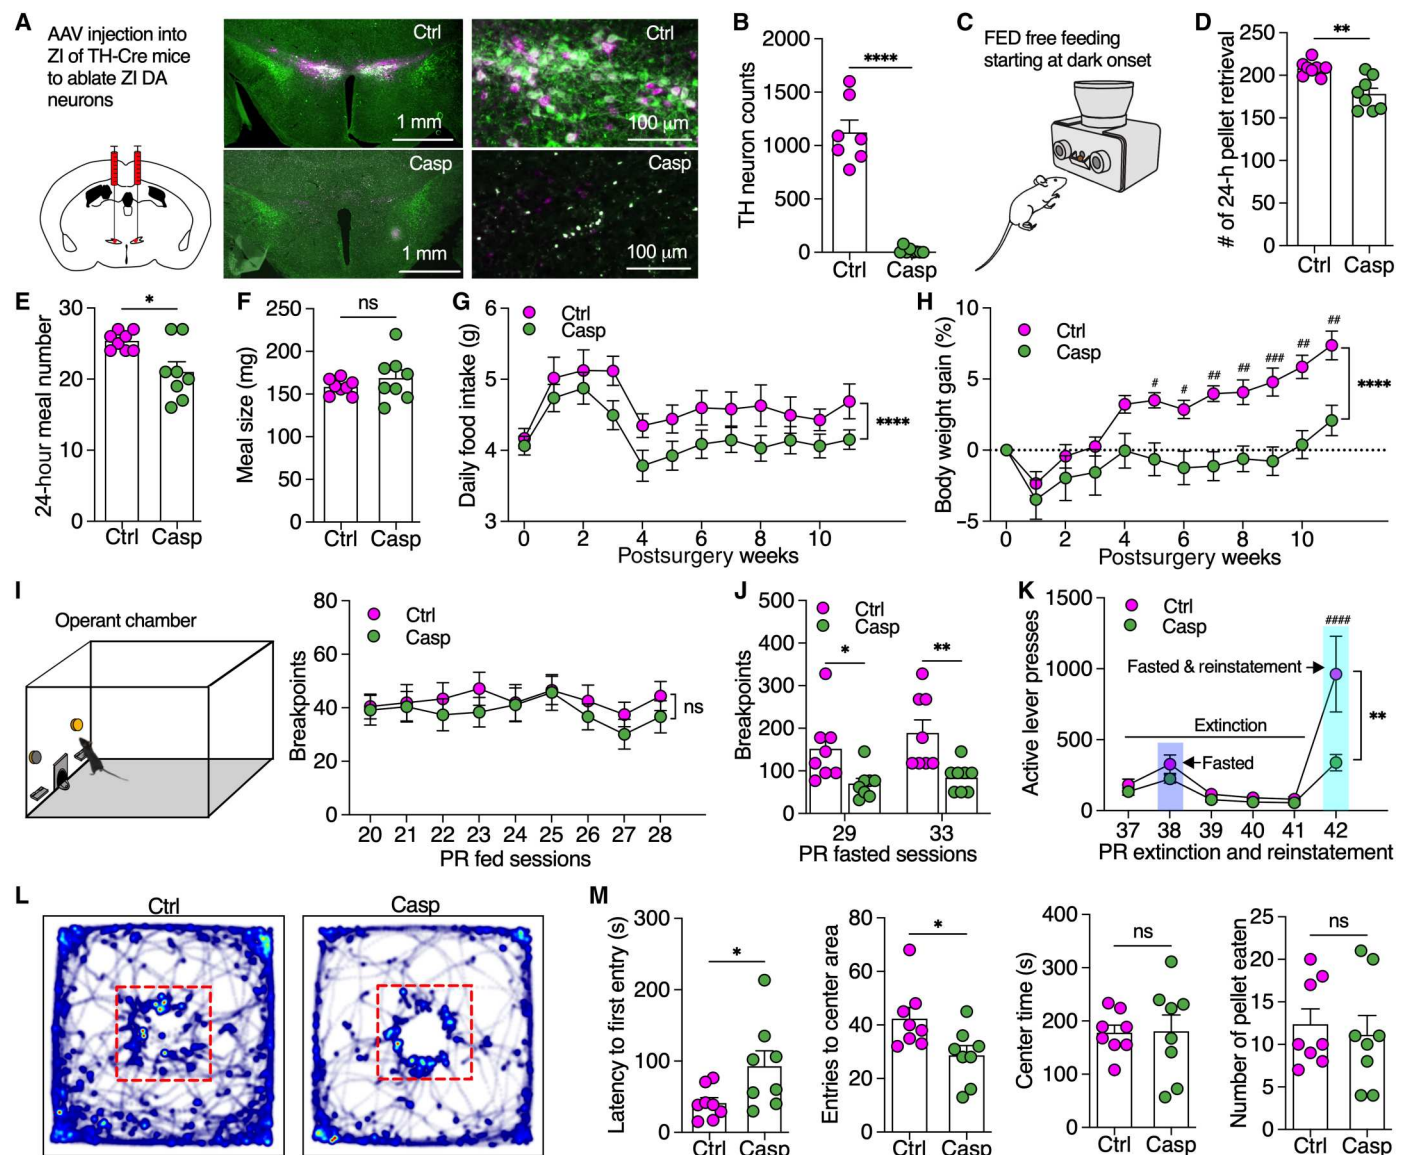 A
AAV injection into
ZI of TH-Cre mice
to ablate ZI DA
neurons
Ctrl
1 mm
Ctrl
100 µm
Casp
1 mm
Casp
100 µm
B
TH neuron counts
2000
1500
1000
500
0
****
Ctrl
Casp
C
FED free feeding
starting at dark onset
D
# of 24-h pellet retrieval
250
200
150
100
50
0
**
Ctrl
Casp
E
24-hour meal number
30
20
10
0
*
Ctrl
Casp
F
Meal size (mg)
250
200
150
100
50
0
ns
Ctrl
Casp
G
Daily food intake (g)
6
5
4
3
Ctrl
Casp
****
0 2 4 6 8 10
Postsurgery weeks
H
Body weight gain (%)
10
5
0
−5
Ctrl
Casp
# # ## ## ### ## ##
****
0 2 4 6 8 10
Postsurgery weeks
I
Operant chamber
Breakpoints
80
60
40
20
0
Ctrl
Casp
ns
20 21 22 23 24 25 26 27 28
PR fed sessions
J
Breakpoints
500
400
300
200
100
0
Ctrl
Casp
*
**
29 33
PR fasted sessions
K
Active lever presses
1500
1000
500
0
Ctrl
Casp
####
Fasted & reinstatement
Extinction
Fasted
**
37 38 39 40 41 42
PR extinction and reinstatement
L
Ctrl
Casp
M
Latency to first entry (s)
300
200
100
0
*
Ctrl
Casp
Entries to center area
80
60
40
20
0
*
Ctrl
Casp
Center time (s)
400
300
200
100
0
ns
Ctrl
Casp
Number of pellet eaten
25
20
15
10
5
0
ns
Ctrl
Casp